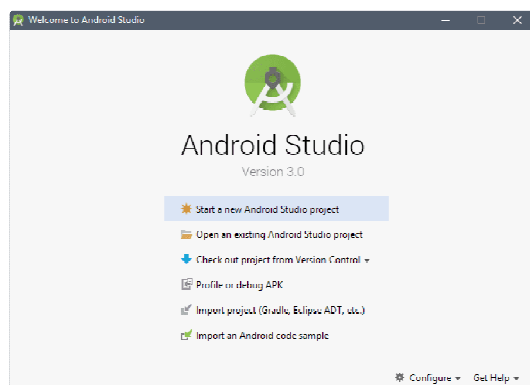 Welcome to Android Studio
Android Studio
Version 3.0
Start a new Android Studio project
Open an existing Android Studio project
Check out project from Version Control
Profile or debug APK
Import project (Gradle, Eclipse ADT, etc.)
Import an Android code sample
Configure Get Help